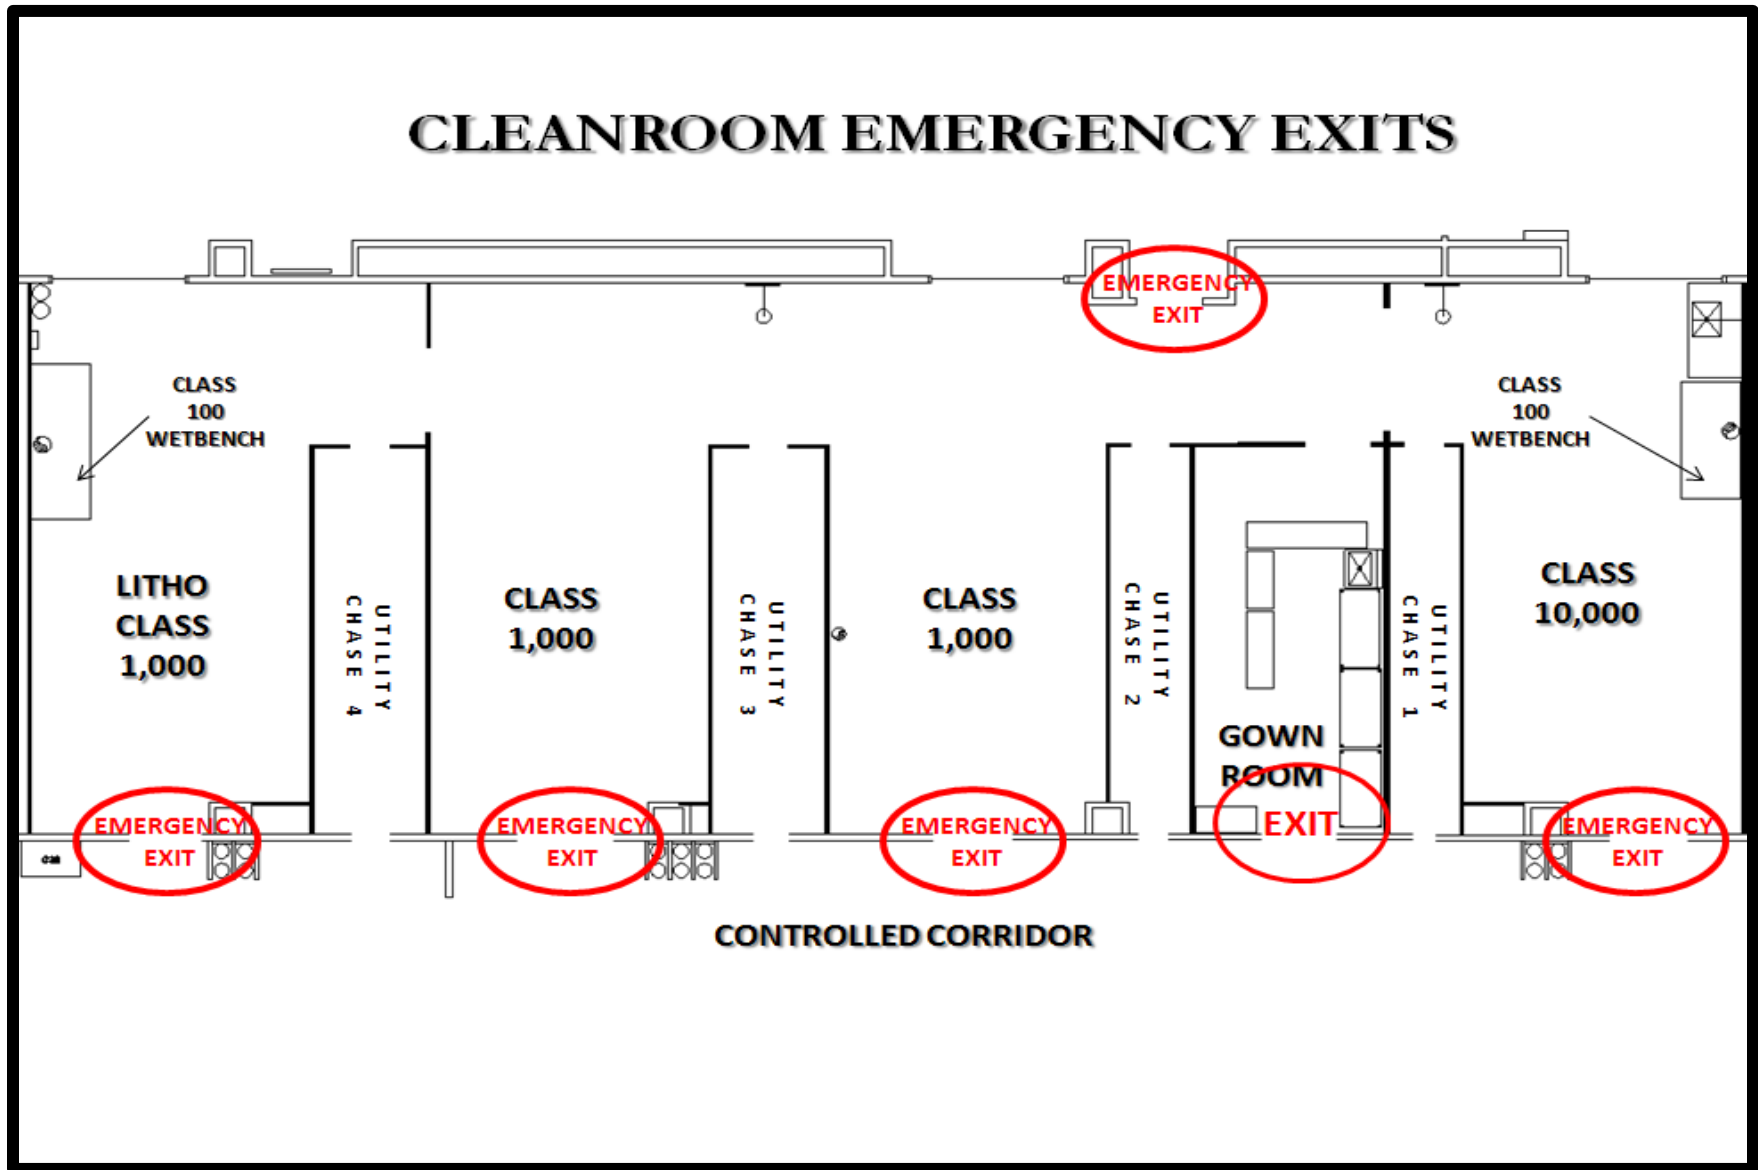 CLEANROOM EMERGENCY EXITS
EMERGENCY
EXIT
CLASS
100
WETBENCH
CLASS
100
WETBENCH
LITHO
CLASS
1,000
UTILITY
CHASE 4
CLASS
1,000
UTILITY
CHASE 3
CLASS
1,000
UTILITY
CHASE 2
GOWN
ROOM
UTILITY
CHASE 1
CLASS
10,000
EMERGENCY
EXIT
EMERGENCY
EXIT
EMERGENCY
EXIT
EXIT
EMERGENCY
EXIT
CONTROLLED CORRIDOR